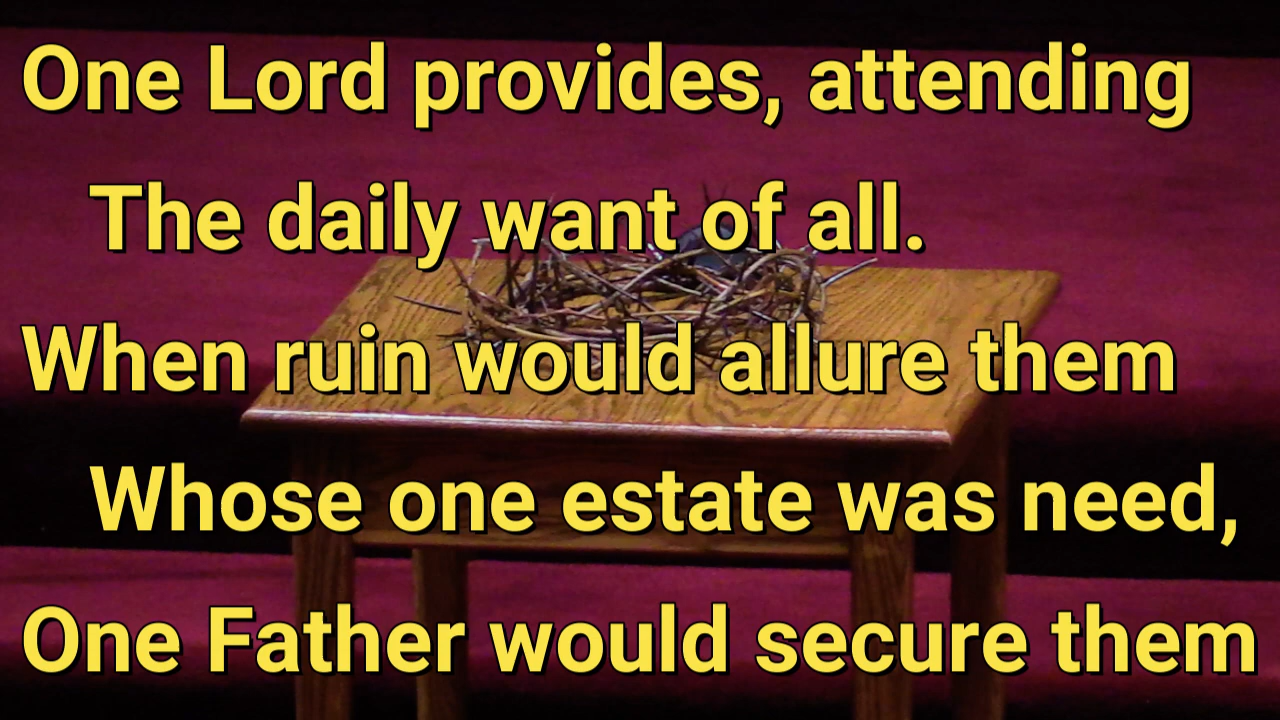 One Lord provides, attending
The daily want of all.
When ruin would allure them
Whose one estate was need,
One Father would secure them